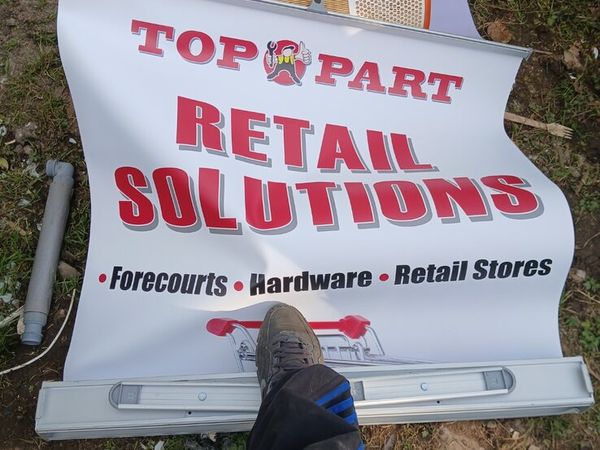 TOP PART
RETAIL
SOLUTIONS
• Forecourts • Hardware • Retail Stores